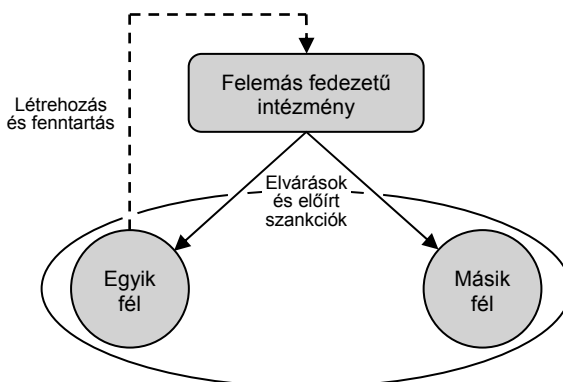 Felemás fedezetű
intézmény
Létrehozás
és fenntartás
Elvárások
és előírt
szankciók
Egyik
fél
Másik
fél